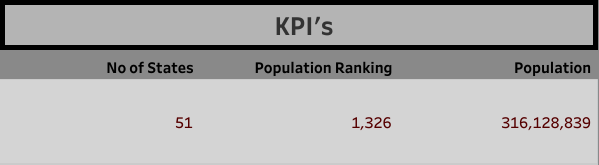 KPI’s
No of States Population Ranking Population
51 1,326 316,128,839